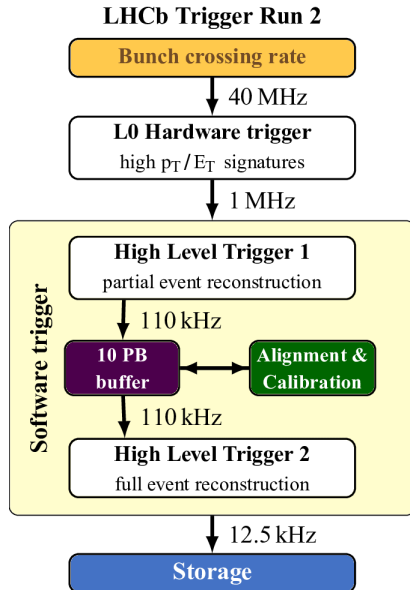 LHCb Trigger Run 2
Bunch crossing rate
40 MHz
L0 Hardware trigger
high p_T/E_T signatures
1 MHz
Software trigger
High Level Trigger 1
partial event reconstruction
110 kHz
10 PB
buffer
Alignment &
Calibration
110 kHz
High Level Trigger 2
full event reconstruction
12.5 kHz
Storage